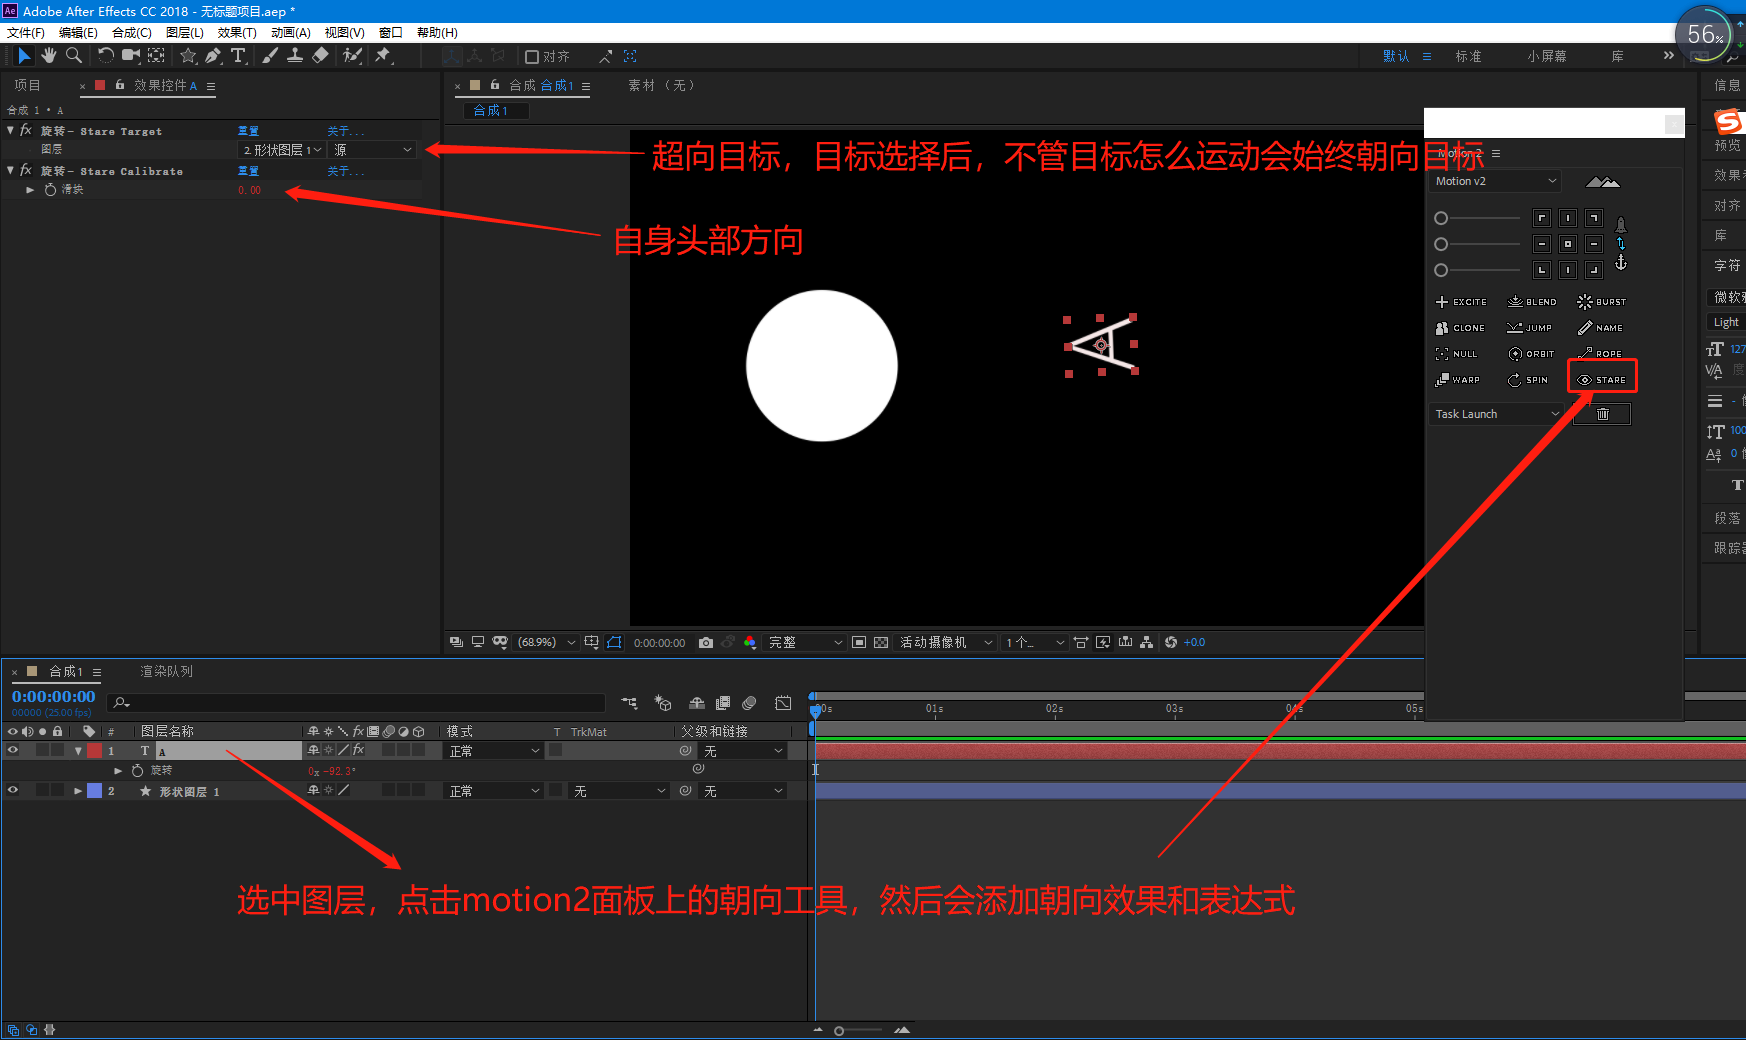 Ae Adobe After Effects CC 2018 - 无标题项目.aep *
文件(F) 编辑(E) 合成(C) 图层(L) 效果(T) 动画(A) 视图(V) 窗口 帮助(H)
56%
对齐 默认 标准 小屏幕 库
项目 效果控件 A
合成 合成1 素材 （无）
信息
合成 1 • A
合成1
fx 旋转- Stare Target 重置 关于...
图层 2. 形状图层 1 源
fx 旋转- Stare Calibrate 重置 关于...
滑块 0.00
超向目标，目标选择后，不管目标怎么运动会始终朝向目标
自身头部方向
A
Motion 2
Motion v2
EXCITE BLEND BURST
CLONE JUMP NAME
NULL ORBIT ROPE
WARP SPIN STARE
Task Launch
预览
对齐
库
字符
Light
127
100
0
段落
(68.9%) 0:00:00:00 完整 活动摄像机 1 个... +0.0
合成1 渲染队列
0:00:00:00
00000 (25.00 fps)
00s 01s 02s 03s 04s 05s
# 图层名称 fx 模式 T TrkMat 父级和链接
1 T A fx 正常 无
旋转 0x -92.3°
2 形状图层 1 正常 无 无
选中图层，点击motion2面板上的朝向工具，然后会添加朝向效果和表达式